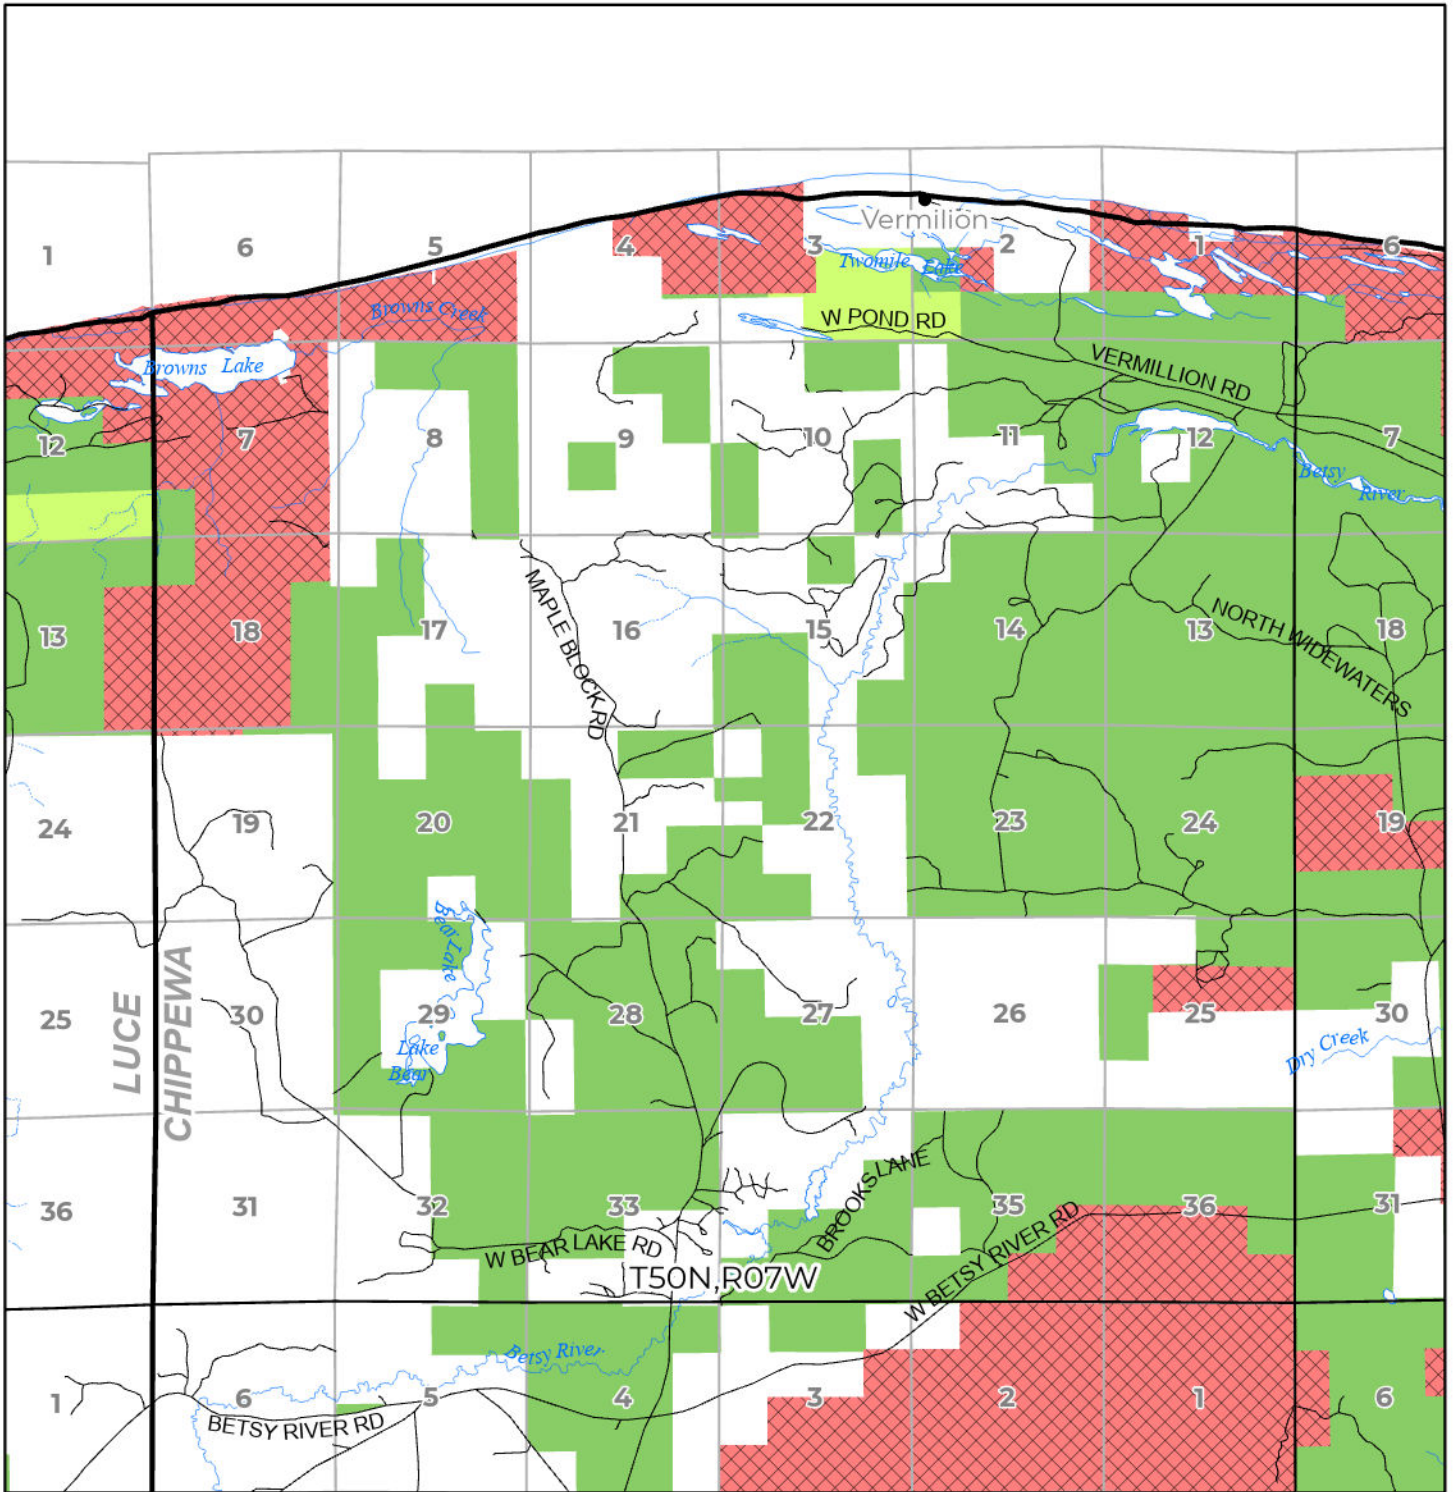 Vermilion
1
6
5
4
3
2
1
6
Twomile Lake
Browns Creek
W POND RD
Browns Lake
VERMILLION RD
12
7
8
9
10
11
12
7
Betsy River
MAPLE BLOCK RD
NORTH WIDEWATERS
13
18
17
16
15
14
13
18
24
19
20
21
22
23
24
19
Bear Lake
LUCE
CHIPPEWA
25
30
29
28
27
26
25
30
Lake Bear
Dry Creek
36
31
32
33
35
36
31
BROOKS LANE
W BEAR LAKE RD
W BETSY RIVER RD
T50N,R07W
Betsy River
1
6
5
4
3
2
1
6
BETSY RIVER RD